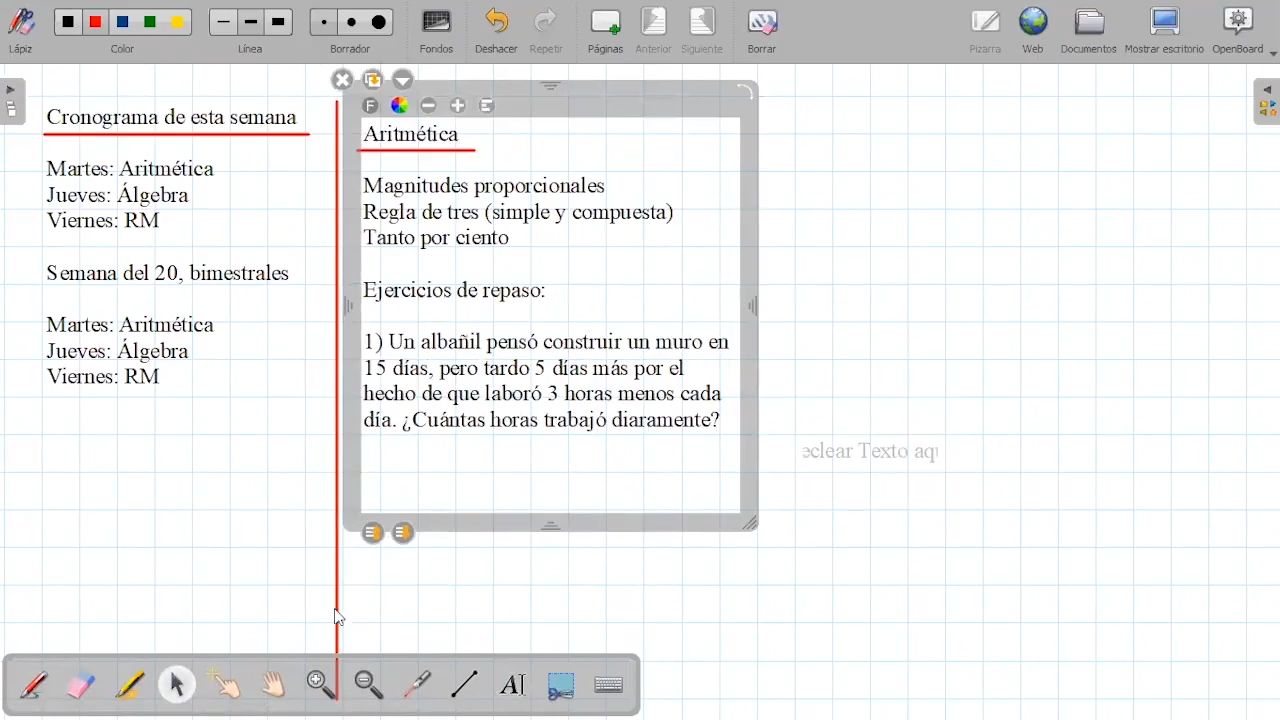 Lápiz
Color
Línea
Borrador
Fondos
Deshacer
Repetir
Páginas
Anterior
Siguiente
Borrar
Pizarra
Web
Documentos
Mostrar escritorio
OpenBoard
Cronograma de esta semana
Martes: Aritmética
Jueves: Álgebra
Viernes: RM
Semana del 20, bimestrales
Martes: Aritmética
Jueves: Álgebra
Viernes: RM
F
Aritmética
Magnitudes proporcionales
Regla de tres (simple y compuesta)
Tanto por ciento
Ejercicios de repaso:
1) Un albañil pensó construir un muro en
15 días, pero tardo 5 días más por el
hecho de que laboró 3 horas menos cada
día. ¿Cuántas horas trabajó diaramente?
eclear Texto aqu
AI